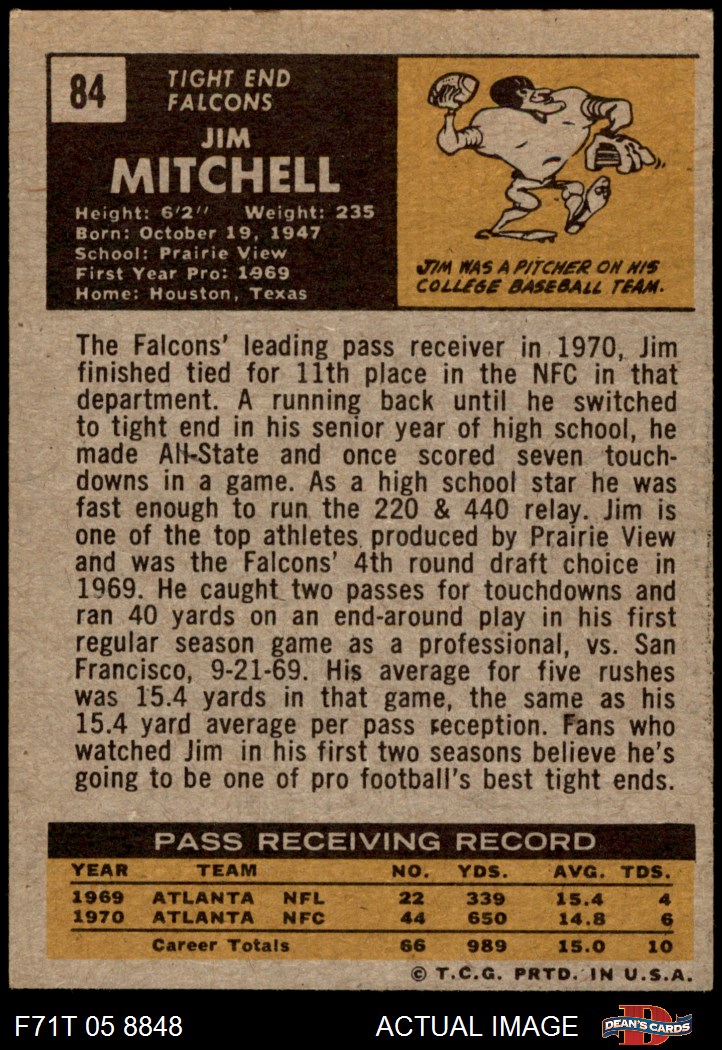 84
TIGHT END
FALCONS
JIM
MITCHELL
Height: 6'2" Weight: 235
Born: October 19, 1947
School: Prairie View
First Year Pro: 1969
Home: Houston, Texas
JIM WAS A PITCHER ON HIS
COLLEGE BASEBALL TEAM.
The Falcons' leading pass receiver in 1970, Jim
finished tied for 11th place in the NFC in that
department. A running back until he switched
to tight end in his senior year of high school, he
made All-State and once scored seven touch-
downs in a game. As a high school star he was
fast enough to run the 220 & 440 relay. Jim is
one of the top athletes produced by Prairie View
and was the Falcons' 4th round draft choice in
1969. He caught two passes for touchdowns and
ran 40 yards on an end-around play in his first
regular season game as a professional, vs. San
Francisco, 9-21-69. His average for five rushes
was 15.4 yards in that game, the same as his
15.4 yard average per pass reception. Fans who
watched Jim in his first two seasons believe he's
going to be one of pro football's best tight ends.
PASS RECEIVING RECORD
YEAR TEAM NO. YDS. AVG. TDS.
1969 ATLANTA NFL 22 339 15.4 4
1970 ATLANTA NFC 44 650 14.8 6
Career Totals 66 989 15.0 10
© T.C.G. PRTD. IN U.S.A.
F71T 05 8848 ACTUAL IMAGE D DEAN'S CARDS